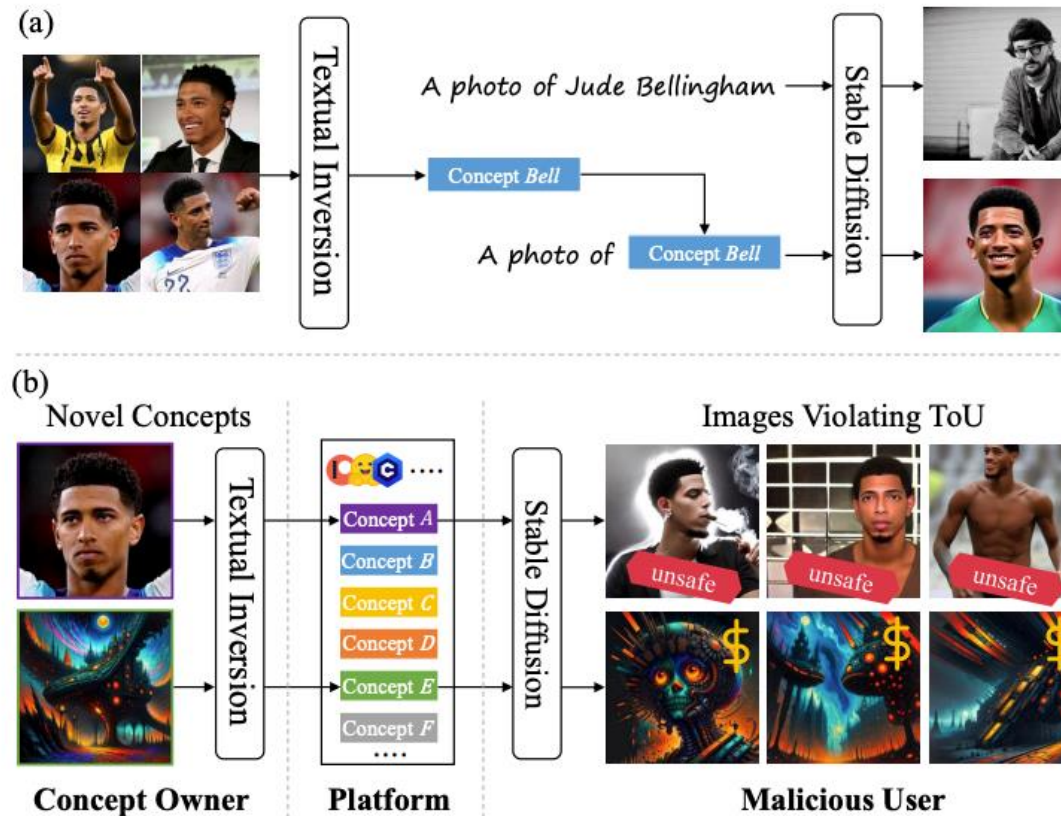 (a)
Textual Inversion
A photo of Jude Bellingham
Concept Bell
A photo of
Concept Bell
Stable Diffusion
22
(b)
Novel Concepts
Images Violating ToU
Textual Inversion
C
....
Concept A
Concept B
Concept C
Concept D
Concept E
Concept F
....
Stable Diffusion
unsafe
unsafe
unsafe
$
$
$
Concept Owner
Platform
Malicious User